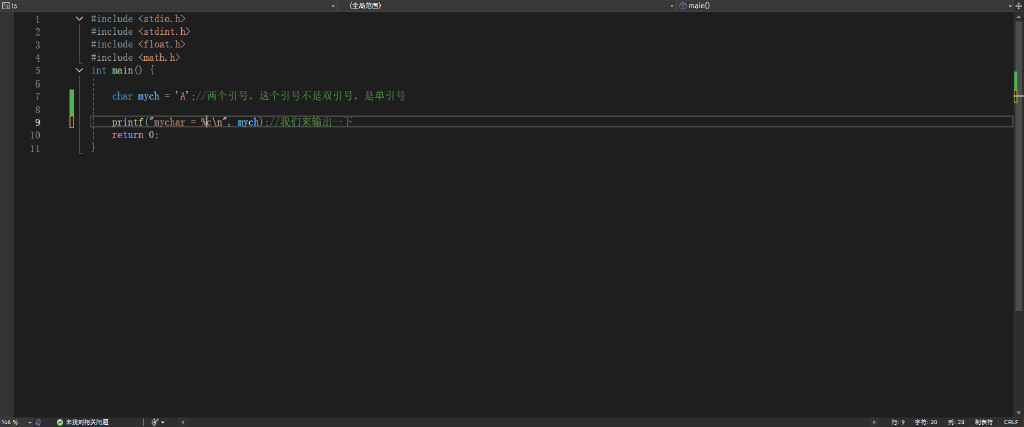 ls (全局范围) main()
1 #include <stdio.h>
2 #include <stdint.h>
3 #include <float.h>
4 #include <math.h>
5 int main() {
6
7 char mych = 'A';//两个引号，这个引号不是双引号，是单引号
8
9 printf("mychar = %c\n", mych);//我们来输出一下
10 return 0;
11 }
146 % 未找到相关问题 行: 9 字符: 20 列: 23 制表符 CRLF